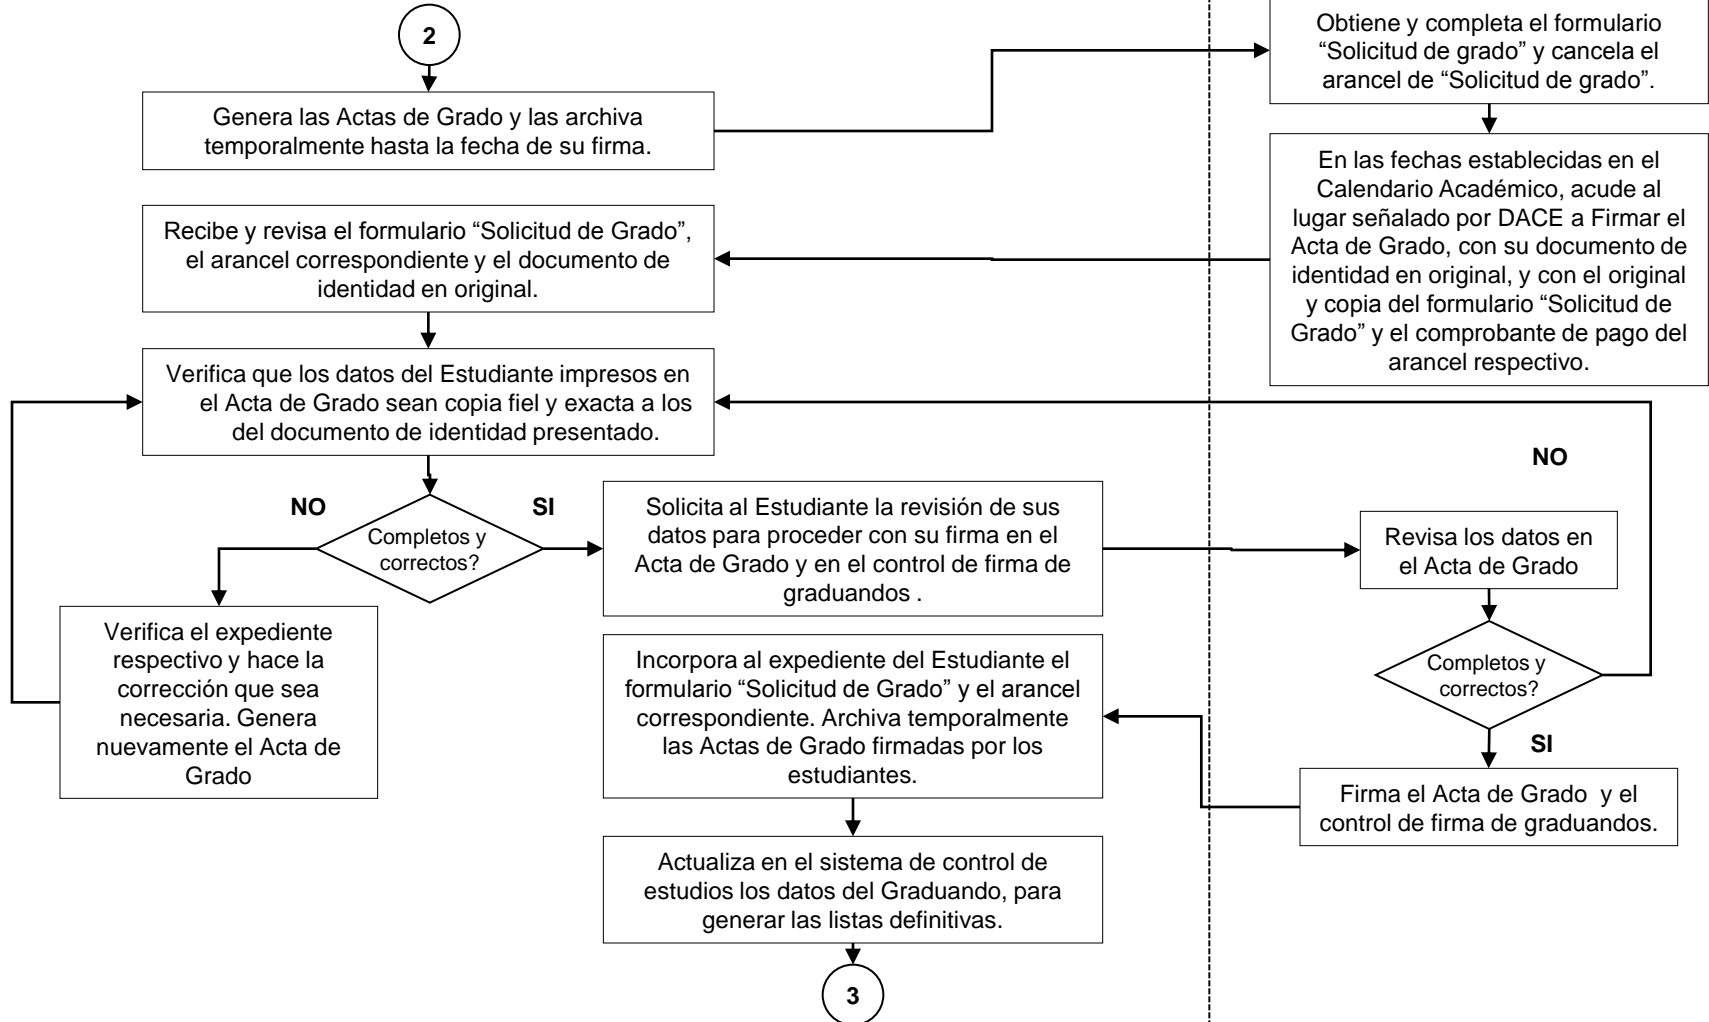 2
Genera las Actas de Grado y las archiva
temporalmente hasta la fecha de su firma.
Obtiene y completa el formulario
“Solicitud de grado” y cancela el
arancel de “Solicitud de grado”.
En las fechas establecidas en el
Calendario Académico, acude al
lugar señalado por DACE a Firmar el
Acta de Grado, con su documento de
identidad en original, y con el original
y copia del formulario “Solicitud de
Grado” y el comprobante de pago del
arancel respectivo.
Recibe y revisa el formulario “Solicitud de Grado”,
el arancel correspondiente y el documento de
identidad en original.
Verifica que los datos del Estudiante impresos en
el Acta de Grado sean copia fiel y exacta a los
del documento de identidad presentado.
NO
Completos y
correctos?
SI
Verifica el expediente
respectivo y hace la
corrección que sea
necesaria. Genera
nuevamente el Acta de
Grado
Solicita al Estudiante la revisión de sus
datos para proceder con su firma en el
Acta de Grado y en el control de firma de
graduandos .
Revisa los datos en
el Acta de Grado
NO
Completos y
correctos?
SI
Firma el Acta de Grado  y el
control de firma de graduandos.
Incorpora al expediente del Estudiante el
formulario “Solicitud de Grado” y el arancel
correspondiente. Archiva temporalmente
las Actas de Grado firmadas por los
estudiantes.
Actualiza en el sistema de control de
estudios los datos del Graduando, para
generar las listas definitivas.
3